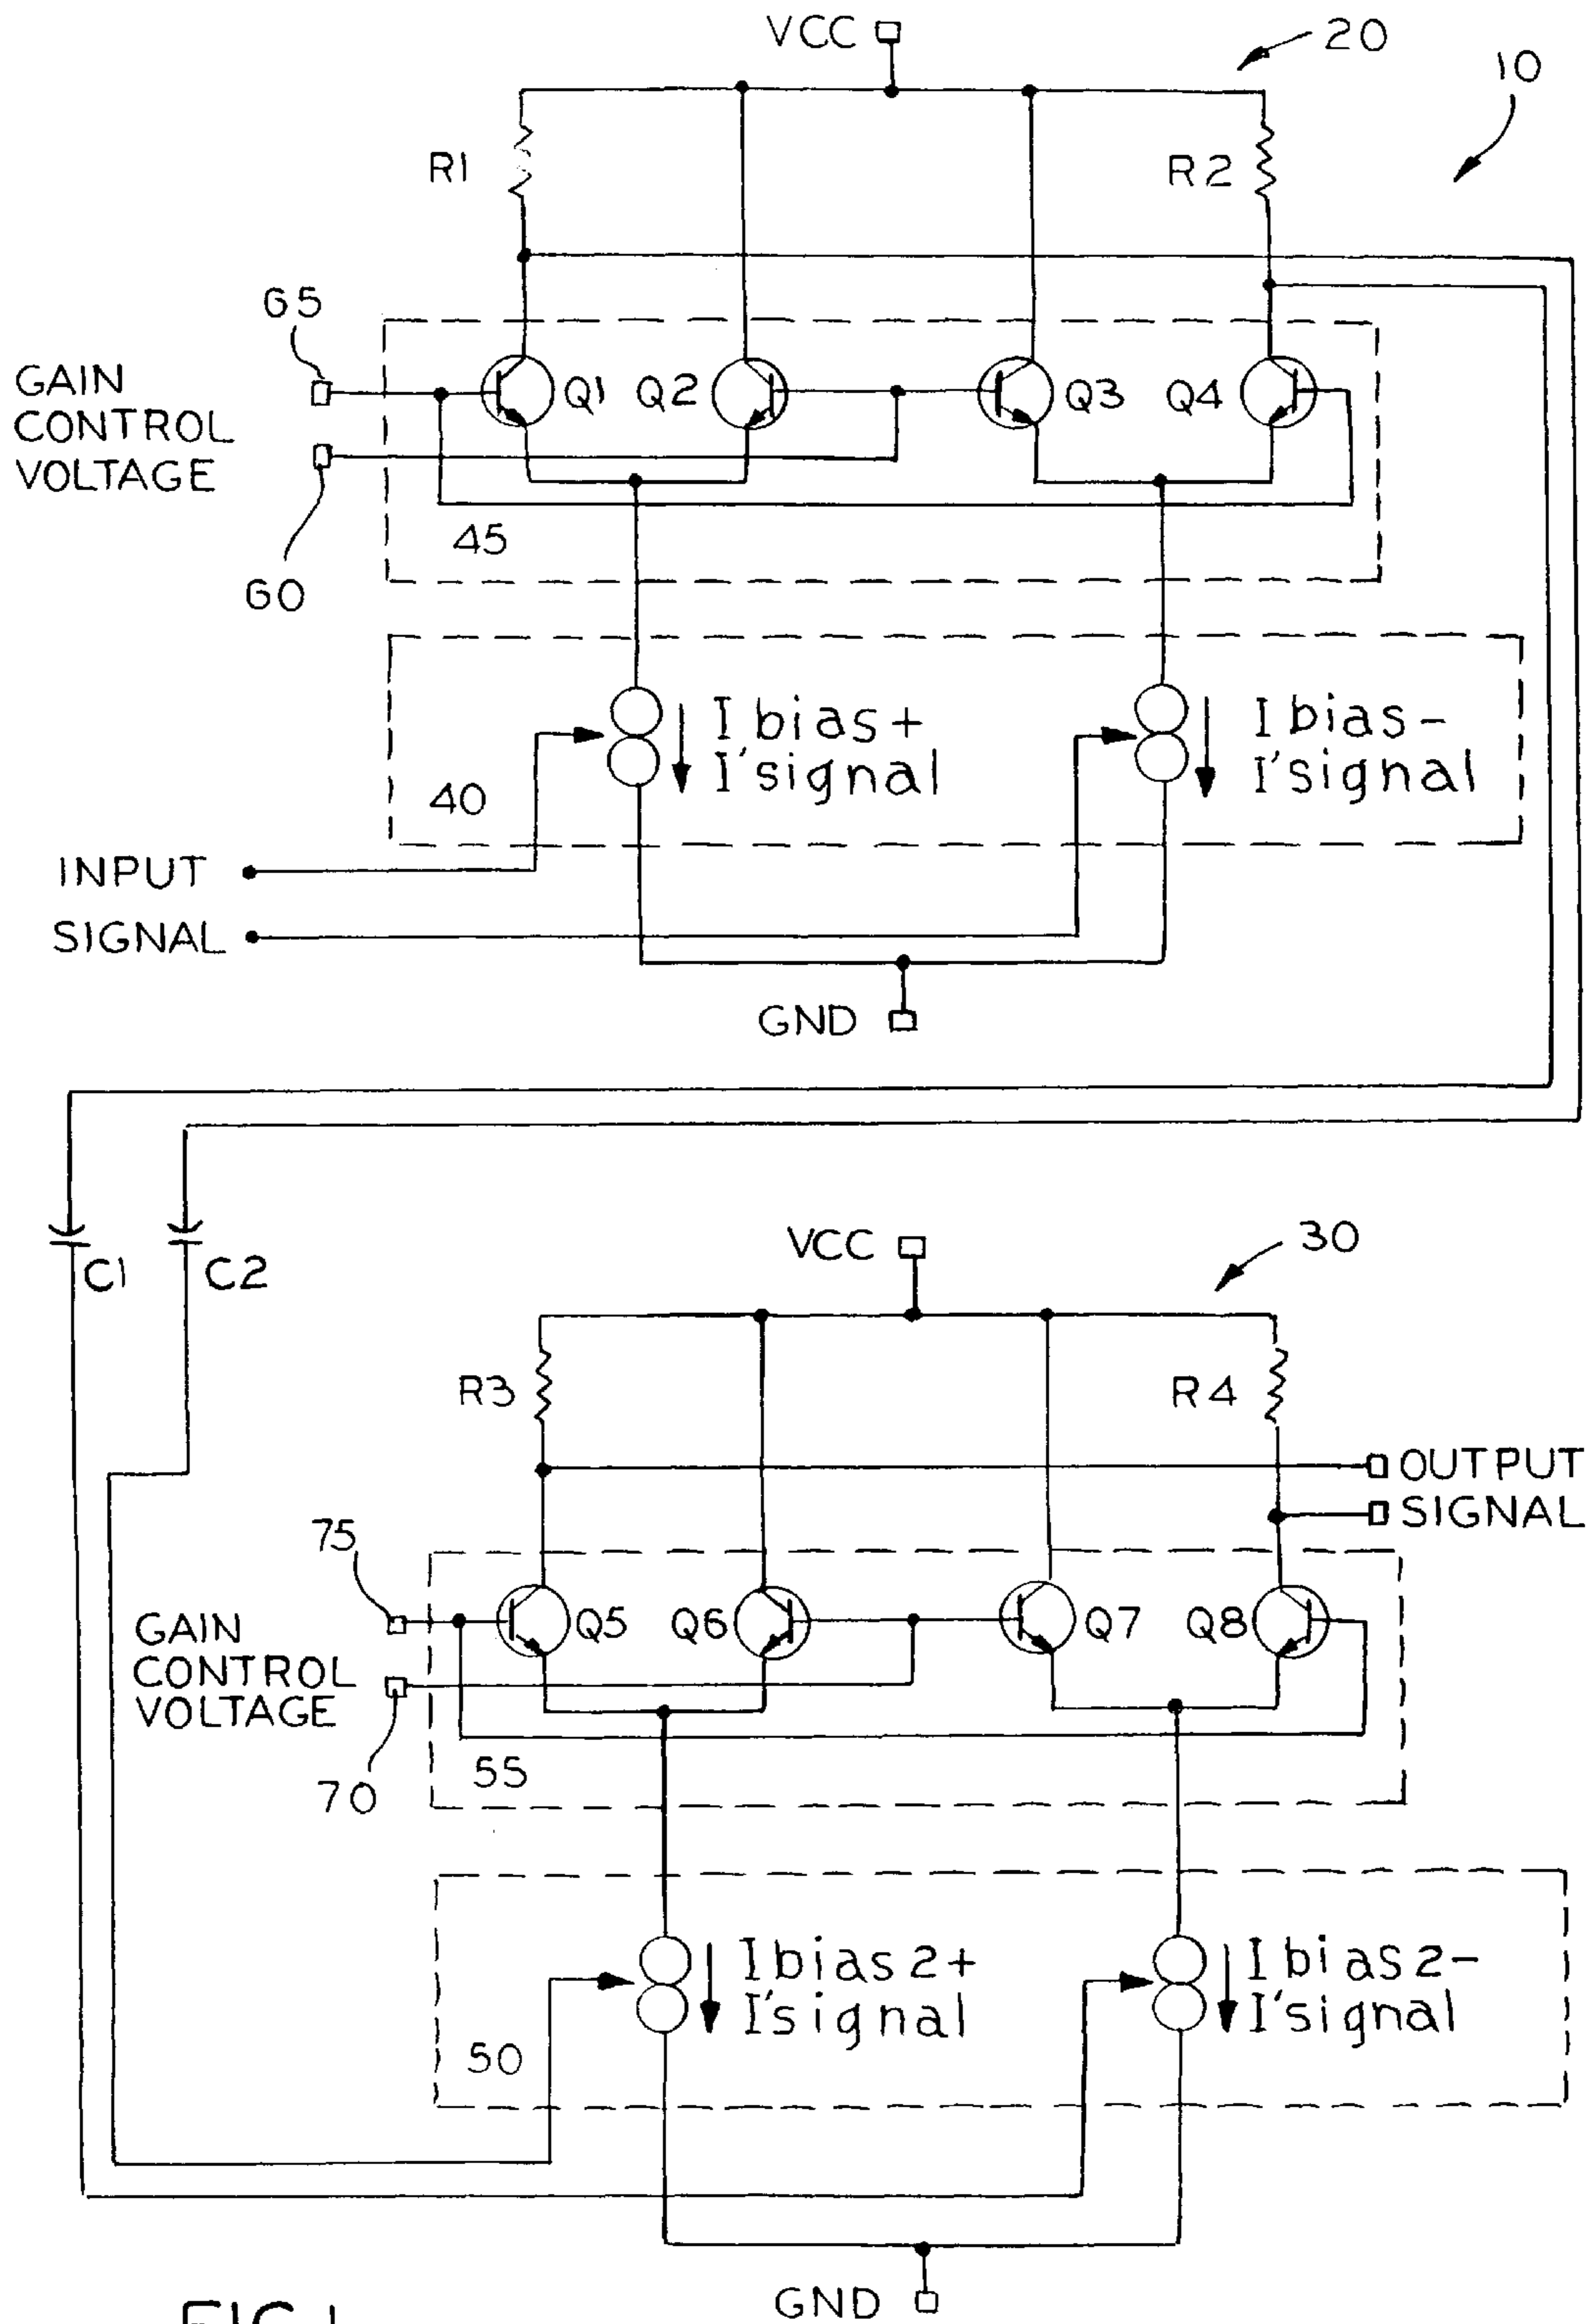 VCC
20
10
R1
R2
65
GAIN
CONTROL
VOLTAGE
Q1
Q2
Q3
Q4
45
60
I bias+
I'signal
I bias-
I'signal
40
INPUT
SIGNAL
GND
C1
C2
VCC
30
R3
R4
OUTPUT
SIGNAL
75
GAIN
CONTROL
VOLTAGE
Q5
Q6
Q7
Q8
55
70
I bias2+
I'signal
I bias2-
I'signal
50
GND
FIG.1